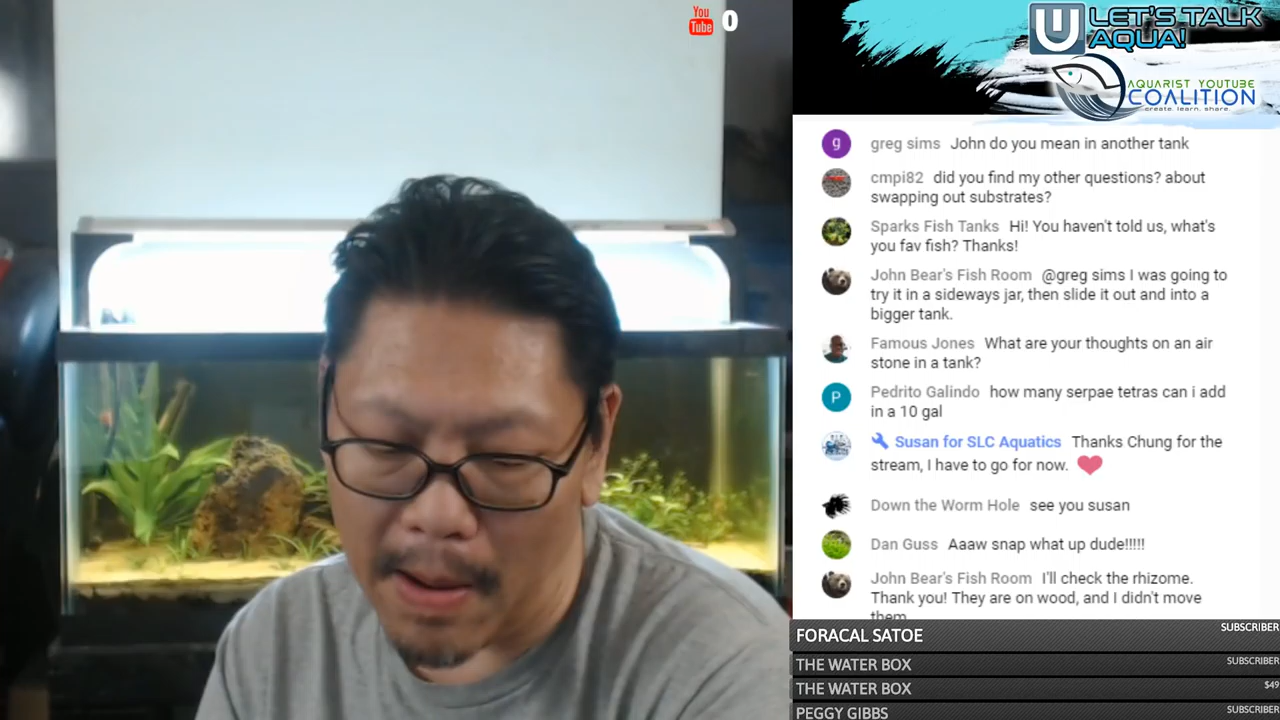 You
Tube 0
LET'S TALK
AQUA!
AQUARIST YOUTUBE
COALITION
create. learn. share.
g greg sims John do you mean in another tank
cmpi82 did you find my other questions? about
swapping out substrates?
Sparks Fish Tanks Hi! You haven't told us, what's
you fav fish? Thanks!
John Bear's Fish Room @greg sims I was going to
try it in a sideways jar, then slide it out and into a
bigger tank.
Famous Jones What are your thoughts on an air
stone in a tank?
P Pedrito Galindo how many serpae tetras can i add
in a 10 gal
Susan for SLC Aquatics Thanks Chung for the
stream, I have to go for now.
Down the Worm Hole see you susan
Dan Guss Aaaw snap what up dude!!!!!
John Bear's Fish Room I'll check the rhizome.
Thank you! They are on wood, and I didn't move
them
FORACAL SATOE SUBSCRIBER
THE WATER BOX SUBSCRIBER
THE WATER BOX $49
PEGGY GIBBS SUBSCRIBER